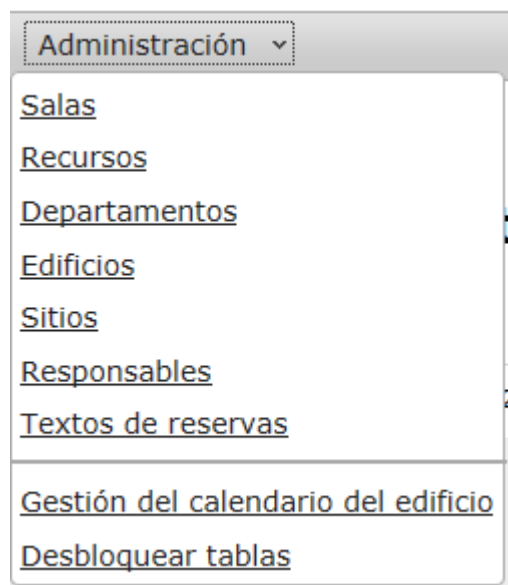 Administración
Salas
Recursos
Departamentos
Edificios
Sitios
Responsables
Textos de reservas
Gestión del calendario del edificio
Desbloquear tablas